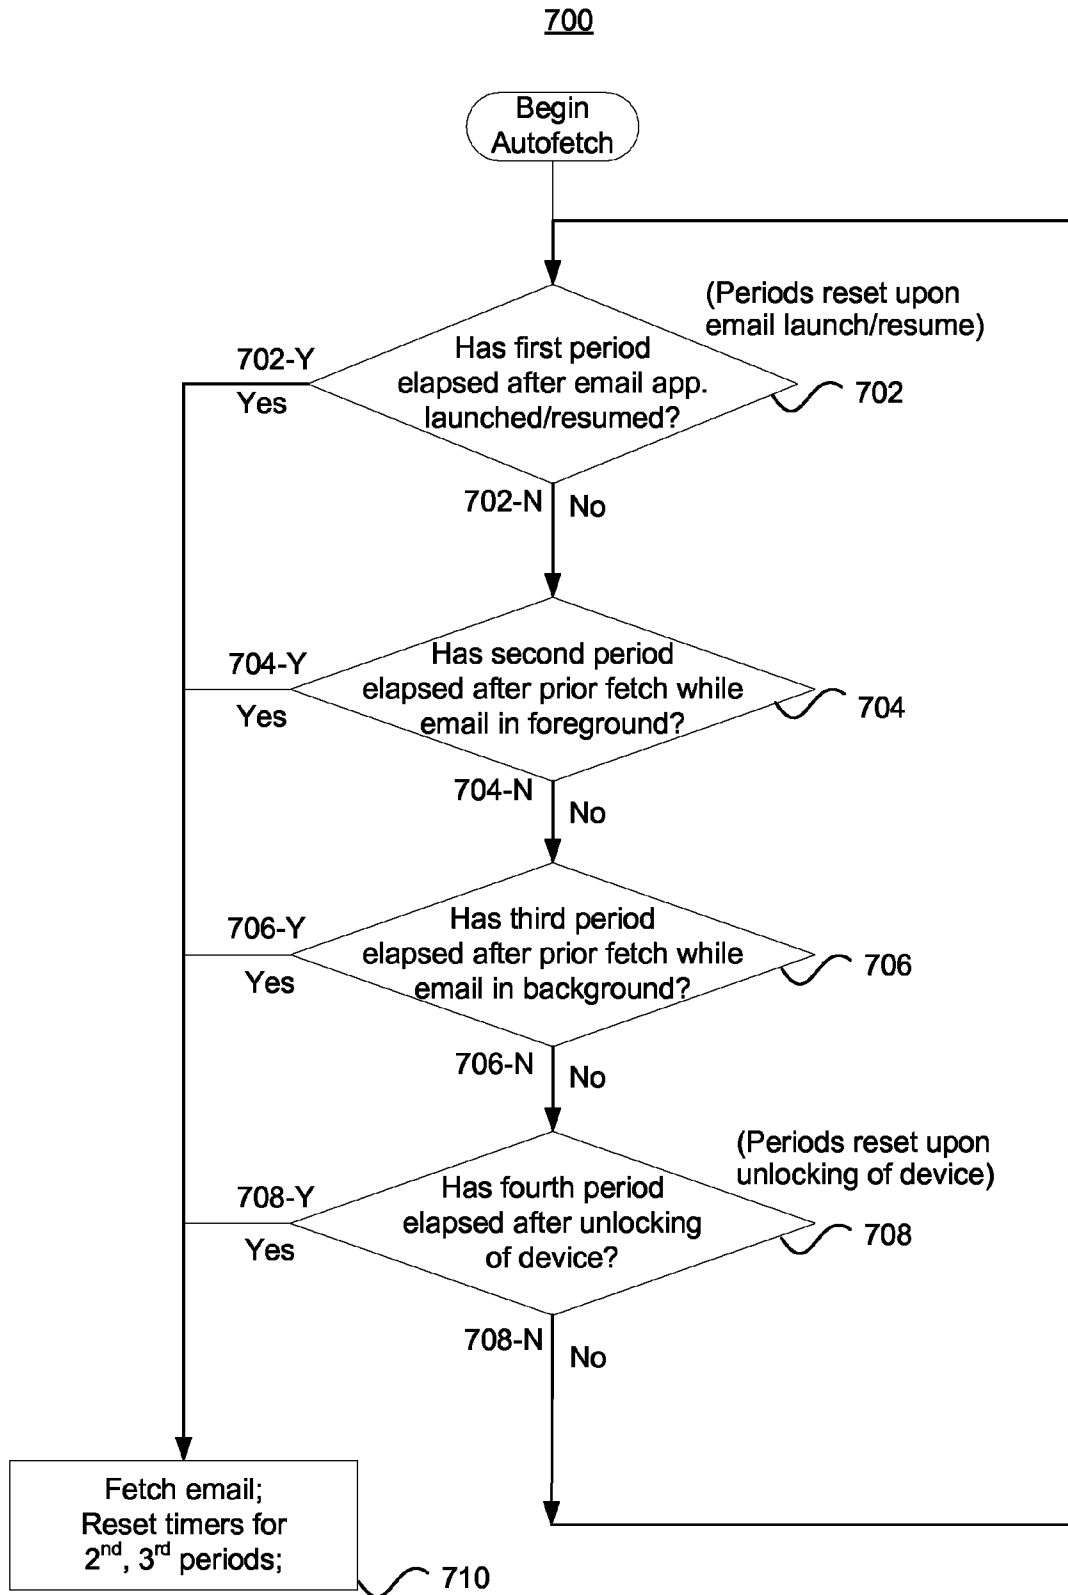 700
Begin
Autofetch
(Periods reset upon
email launch/resume)
Has first period
elapsed after email app.
launched/resumed?
702-Y
Yes
702
702-N
No
Has second period
elapsed after prior fetch while
email in foreground?
704-Y
Yes
704
704-N
No
Has third period
elapsed after prior fetch while
email in background?
706-Y
Yes
706
706-N
No
(Periods reset upon
unlocking of device)
Has fourth period
elapsed after unlocking
of device?
708-Y
Yes
708
708-N
No
Fetch email;
Reset timers for
2nd, 3rd periods;
710